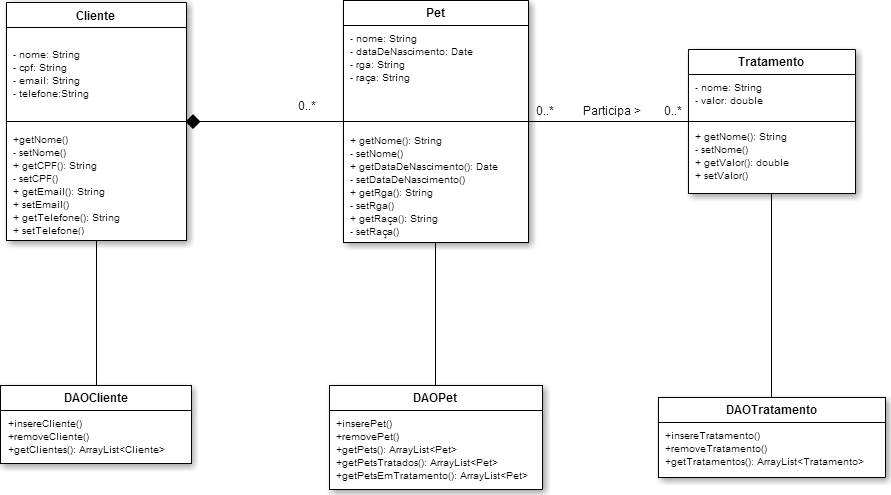 Cliente
- nome: String
- cpf: String
- email: String
- telefone:String
+getNome()
- setNome()
+ getCPF(): String
- setCPF()
+ getEmail(): String
+ setEmail()
+ getTelefone(): String
+ setTelefone()
0..*
Pet
- nome: String
- dataDeNascimento: Date
- rga: String
- raça: String
+ getNome(): String
- setNome()
+ getDataDeNascimento(): Date
- setDataDeNascimento()
+ getRga(): String
- setRga()
+ getRaça(): String
- setRaça()
0..*
Participa >
0..*
Tratamento
- nome: String
- valor: double
+ getNome(): String
- setNome()
+ getValor(): double
+ setValor()
DAOCliente
+insereCliente()
+removeCliente()
+getClientes(): ArrayList<Cliente>
DAOPet
+inserePet()
+removePet()
+getPets(): ArrayList<Pet>
+getPetsTratados(): ArrayList<Pet>
+getPetsEmTratamento(): ArrayList<Pet>
DAOTratamento
+insereTratamento()
+removeTratamento()
+getTratamentos(): ArrayList<Tratamento>